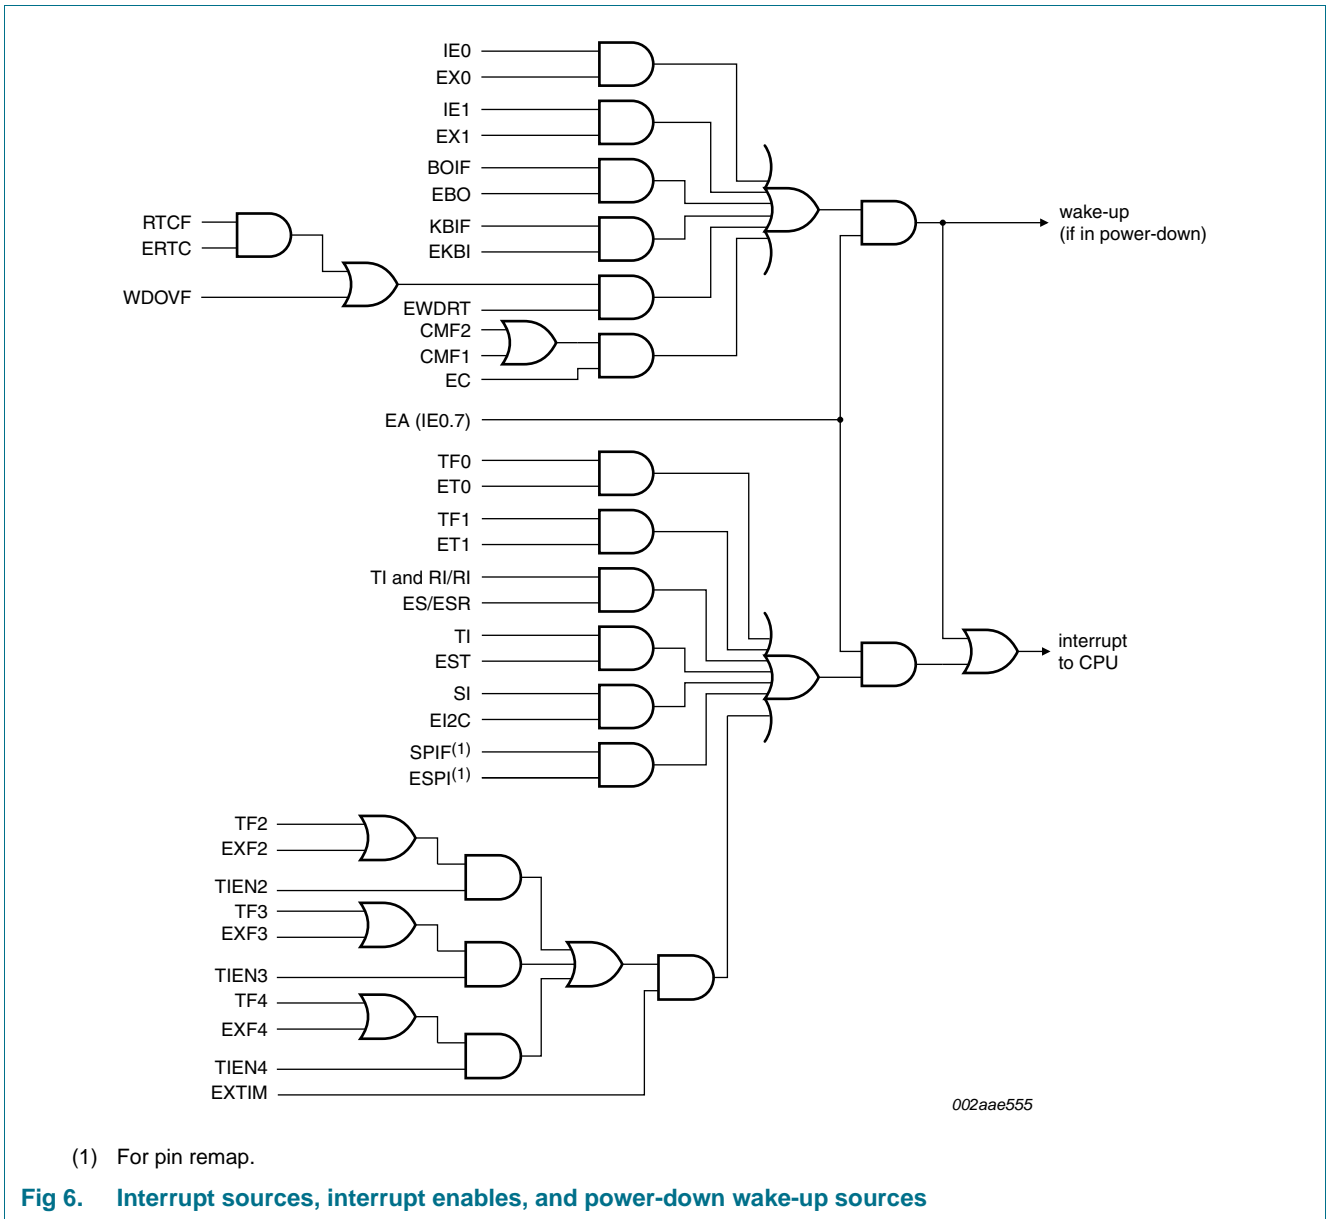 IE0
EX0
IE1
EX1
BOIF
EBO
RTCF
KBIF
ERTC
EKBI
wake-up
(if in power-down)
WDOVF
EWDRT
CMF2
CMF1
EC
EA (IE0.7)
TF0
ET0
TF1
ET1
TI and RI/RI
ES/ESR
TI
EST
interrupt
to CPU
SI
EI2C
SPIF(1)
ESPI(1)
TF2
EXF2
TIEN2
TF3
EXF3
TIEN3
TF4
EXF4
TIEN4
EXTIM
002aae555
(1) For pin remap.
Fig 6. Interrupt sources, interrupt enables, and power-down wake-up sources